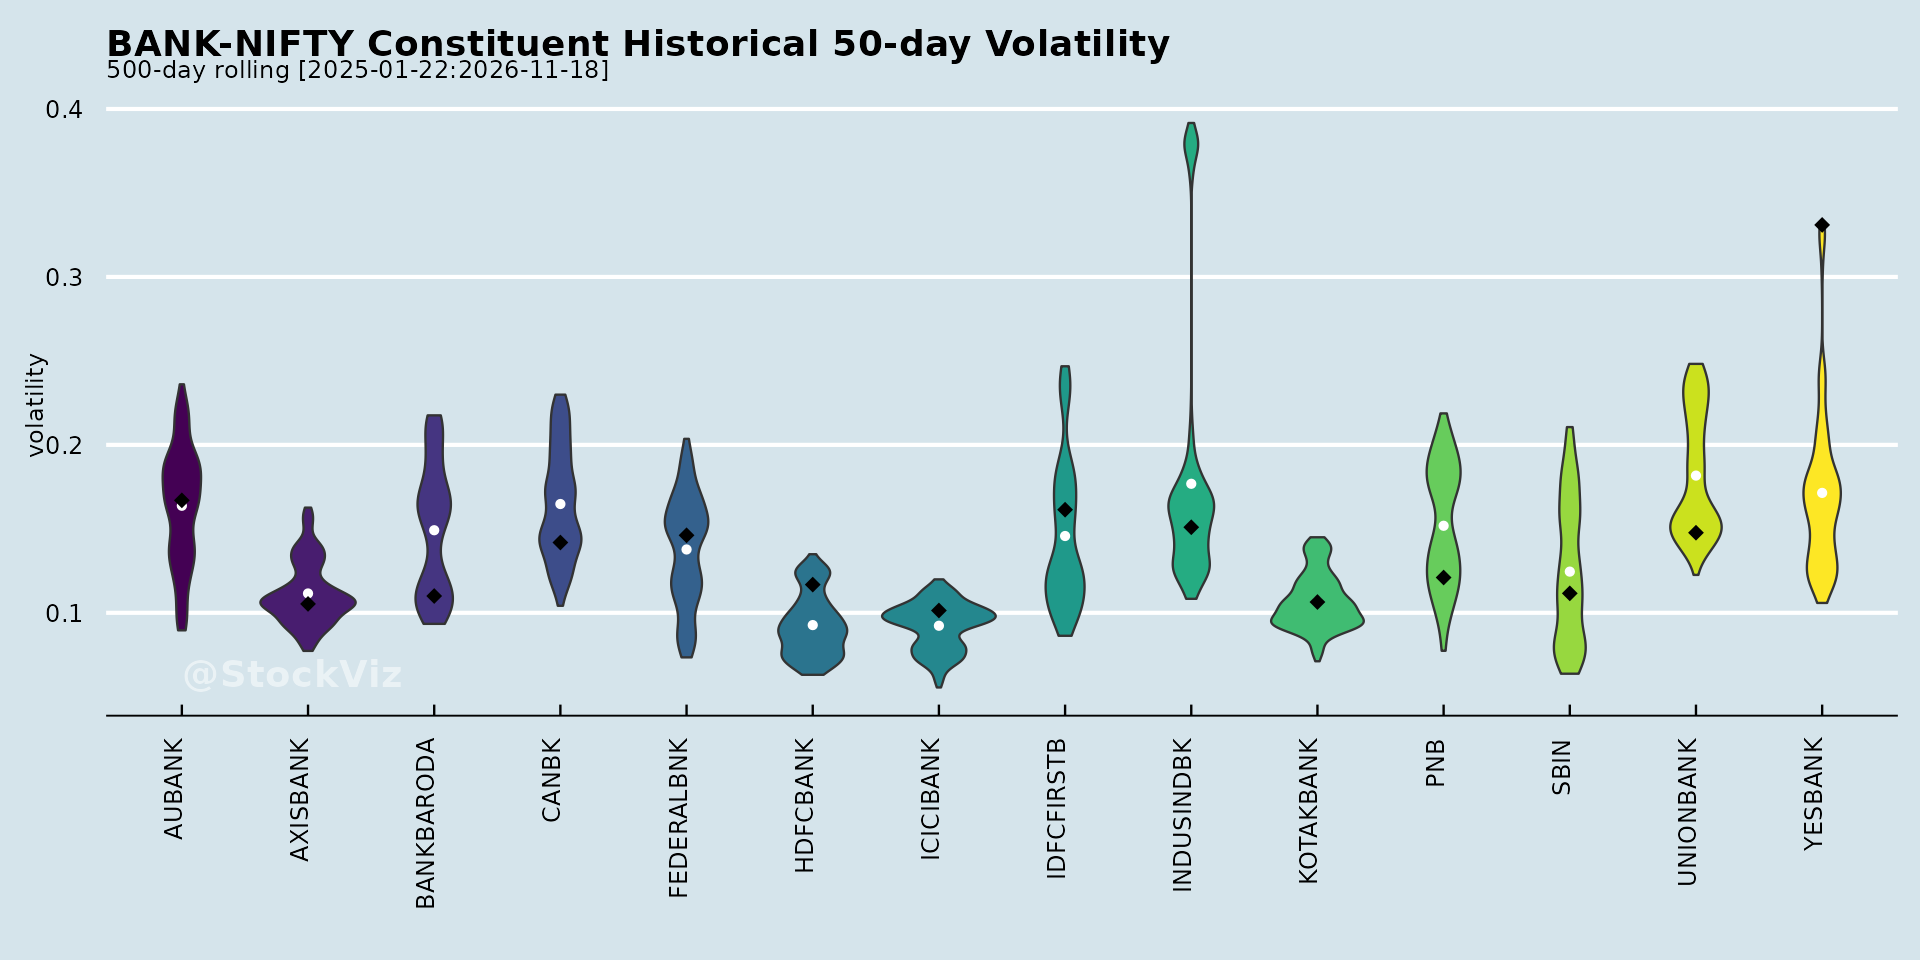 BANK-NIFTY Constituent Historical 50-day Volatility
500-day rolling [2025-01-22:2026-11-18]
0.4
0.3
0.2
0.1
volatility
@StockViz
AUBANK
AXISBANK
BANKBARODA
CANBK
FEDERALBNK
HDFCBANK
ICICIBANK
IDFCFIRSTB
INDUSINDBK
KOTAKBANK
PNB
SBIN
UNIONBANK
YESBANK